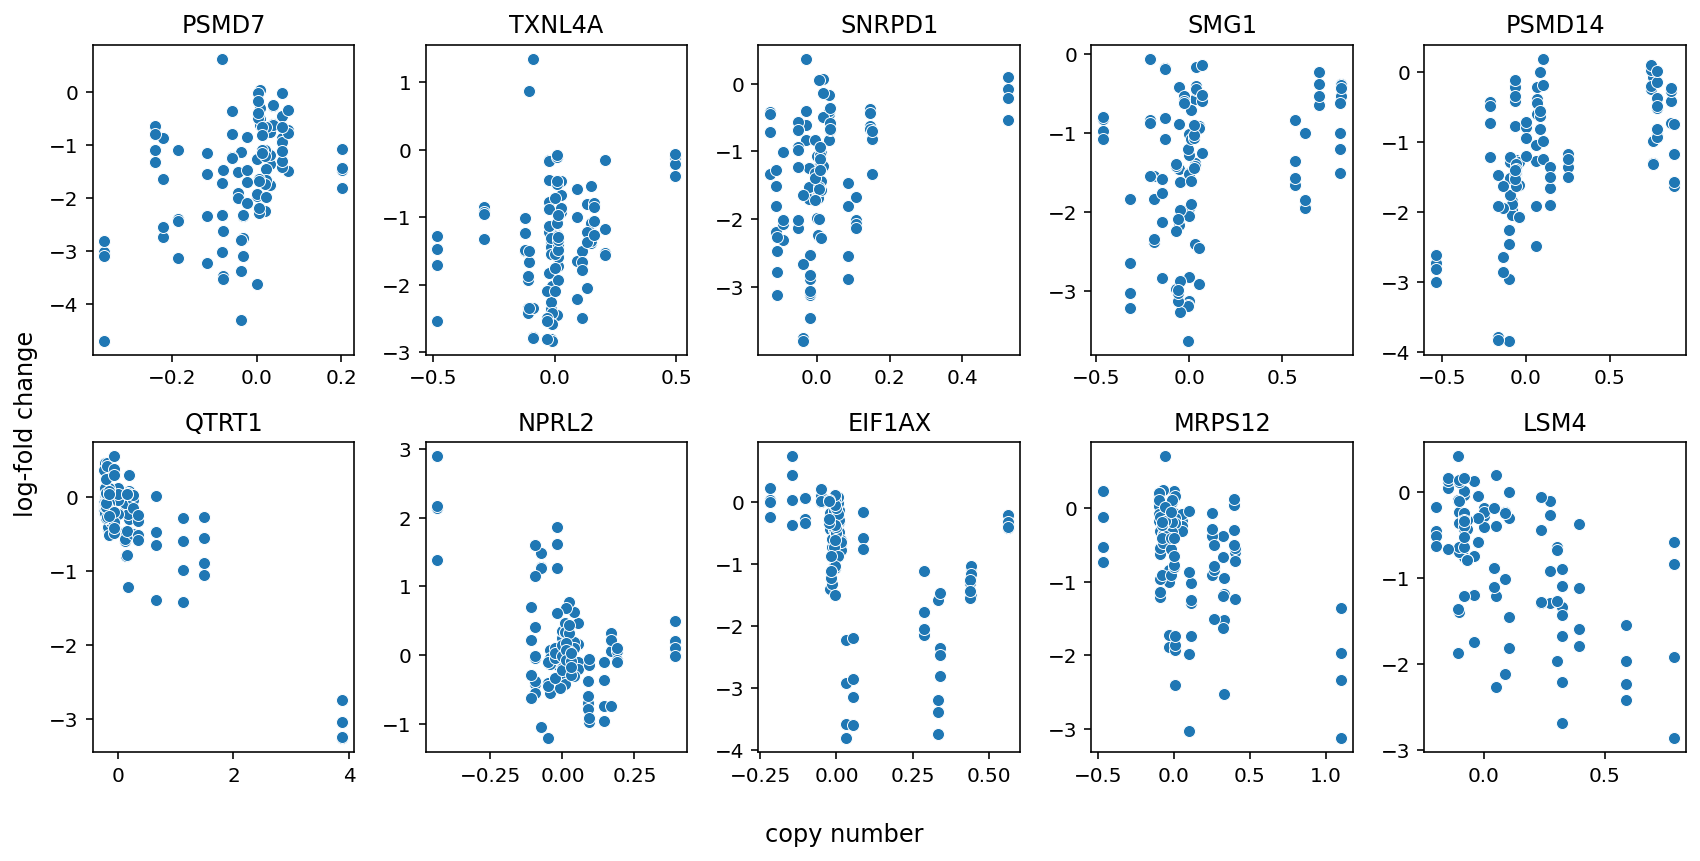 PSMD7 TXNL4A SNRPD1 SMG1 PSMD14
0 −1 −2 −3 −4
1 0 −1 −2 −3
0 −1 −2 −3
0 −1 −2 −3
0 −1 −2 −3 −4
−0.2 0.0 0.2
−0.5 0.0 0.5
0.0 0.2 0.4
−0.5 0.0 0.5
−0.5 0.0 0.5
log-fold change
QTRT1 NPRL2 EIF1AX MRPS12 LSM4
0 −1 −2 −3
3 2 1 0 −1
0 −1 −2 −3 −4
0 −1 −2 −3
0 −1 −2 −3
0 2 4
−0.25 0.00 0.25
−0.25 0.00 0.25 0.50
−0.5 0.0 0.5 1.0
0.0 0.5
copy number